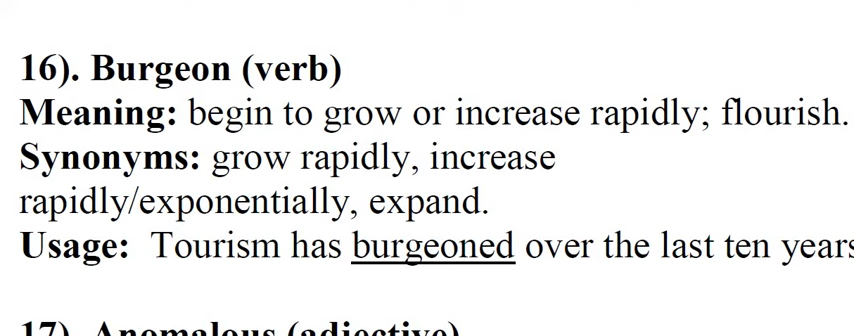 16). Burgeon (verb)
Meaning: begin to grow or increase rapidly; flourish.
Synonyms: grow rapidly, increase
rapidly/exponentially, expand.
Usage:  Tourism has burgeoned over the last ten years
17). Anomalous (adjective)